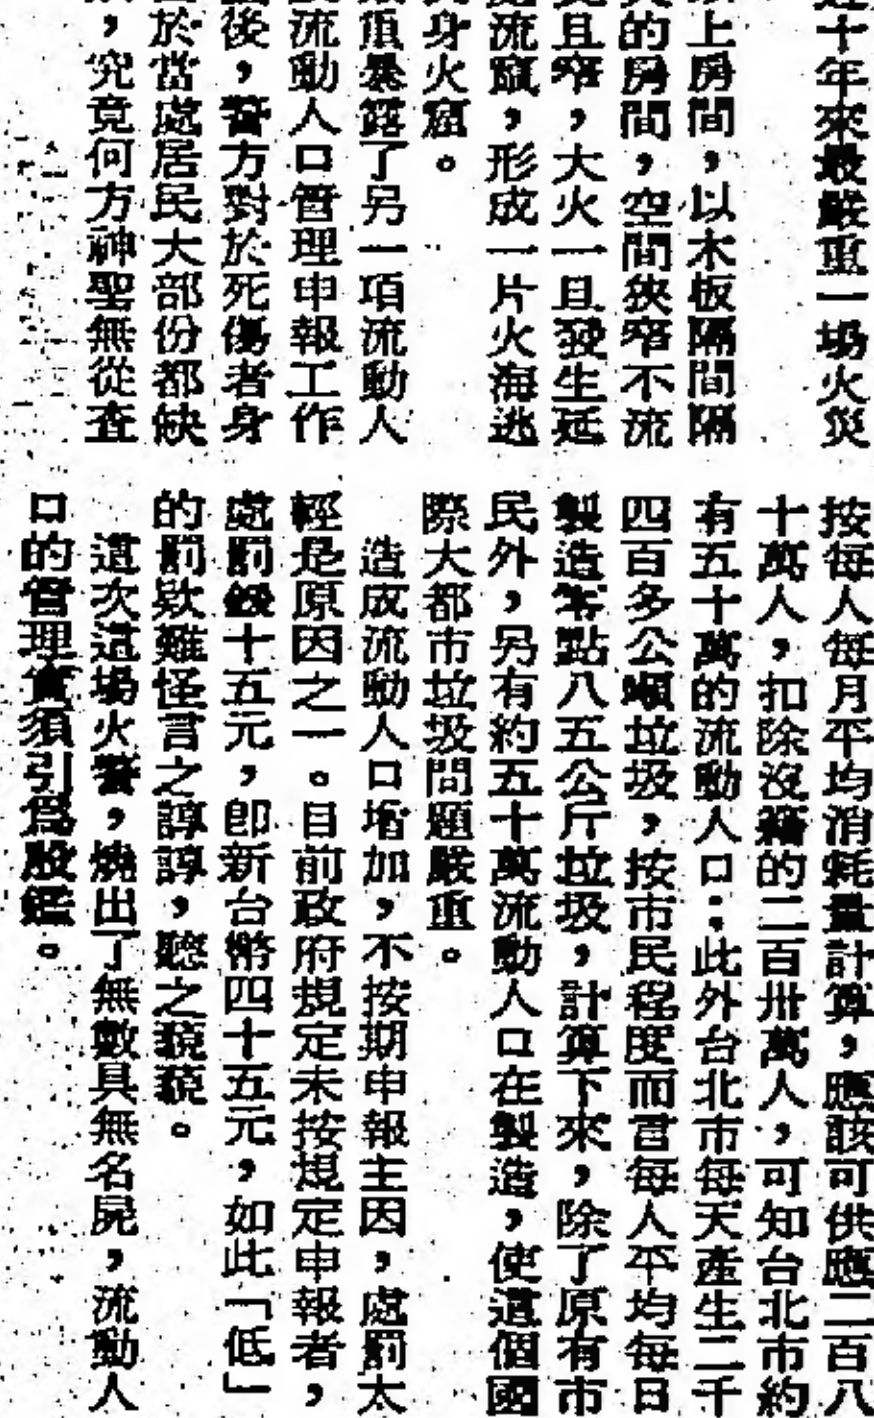 近十年來最嚴重一場火災
上房間，以木板隔間隔
的房間，空間狹窄不流
且窄，大火一旦發生延
流竄，形成一片火海逃
身火窟。
頂暴露了另一項流動人
流動人口管理申報工作
後，警方對於死傷者身
於當處居民大部份都缺
，究竟何方神聖無從查
按每人每月平均消耗量計算，應該可供應二百八
十萬人，扣除沒籍的二百卅萬人，可知台北市約
有五十萬的流動人口：此外台北市每天產生二千
四百多公噸垃圾，按市民程度而言每人平均每日
製造零點八五公斤垃圾，計算下來，除了原有市
民外，另有約五十萬流動人口在製造，使這個國
際大都市垃圾問題嚴重。
造成流動人口增加，不按期申報主因，處罰太
輕是原因之一。目前政府規定未按規定申報者，
處罰銀十五元，即新台幣四十五元，如此「低」
的罰欵難怪言之諄諄，聽之藐藐。
這次這場火警，燒出了無數具無名屍，流動人
口的管理實須引爲殷鑑。